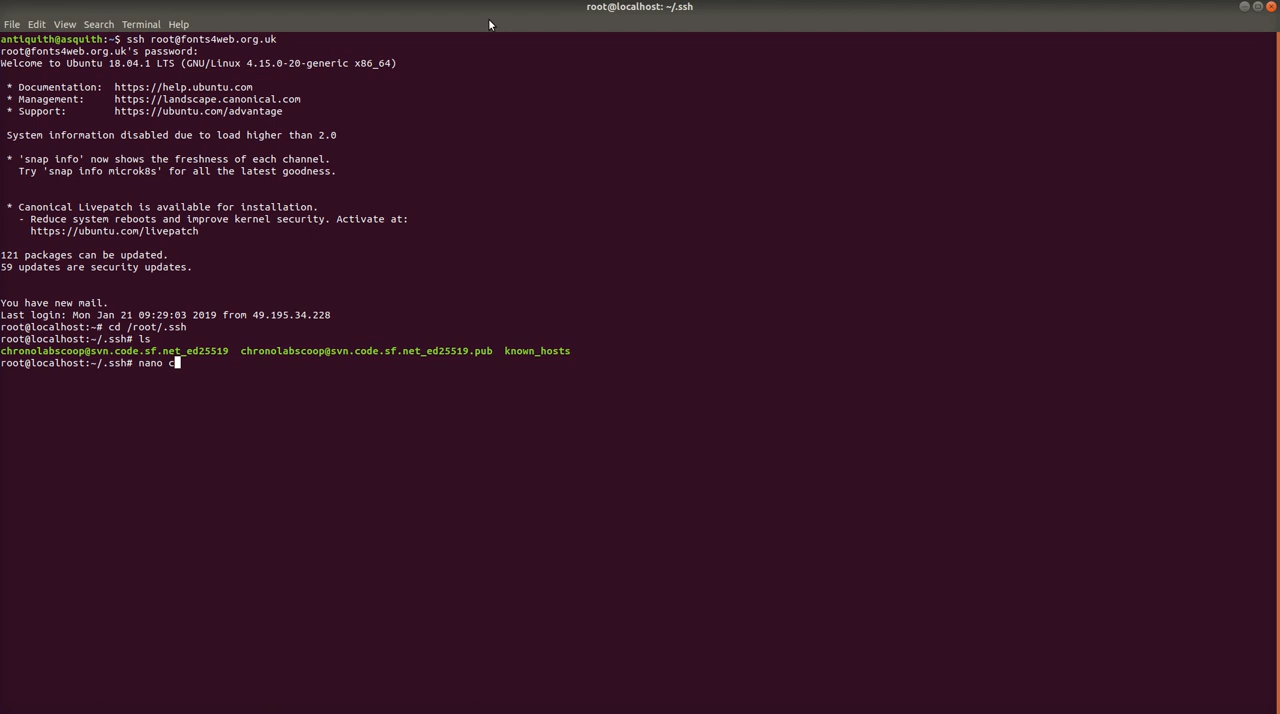 root@localhost: ~/.ssh
File Edit View Search Terminal Help
antiquith@asquith:~$ ssh root@fonts4web.org.uk
root@fonts4web.org.uk's password:
Welcome to Ubuntu 18.04.1 LTS (GNU/Linux 4.15.0-20-generic x86_64)
* Documentation: https://help.ubuntu.com
* Management: https://landscape.canonical.com
* Support: https://ubuntu.com/advantage
System information disabled due to load higher than 2.0
* 'snap info' now shows the freshness of each channel.
Try 'snap info microk8s' for all the latest goodness.
* Canonical Livepatch is available for installation.
- Reduce system reboots and improve kernel security. Activate at:
https://ubuntu.com/livepatch
121 packages can be updated.
59 updates are security updates.
You have new mail.
Last login: Mon Jan 21 09:29:03 2019 from 49.195.34.228
root@localhost:~# cd /root/.ssh
root@localhost:~/.ssh# ls
chronolabscoop@svn.code.sf.net_ed25519 chronolabscoop@svn.code.sf.net_ed25519.pub known_hosts
root@localhost:~/.ssh# nano c